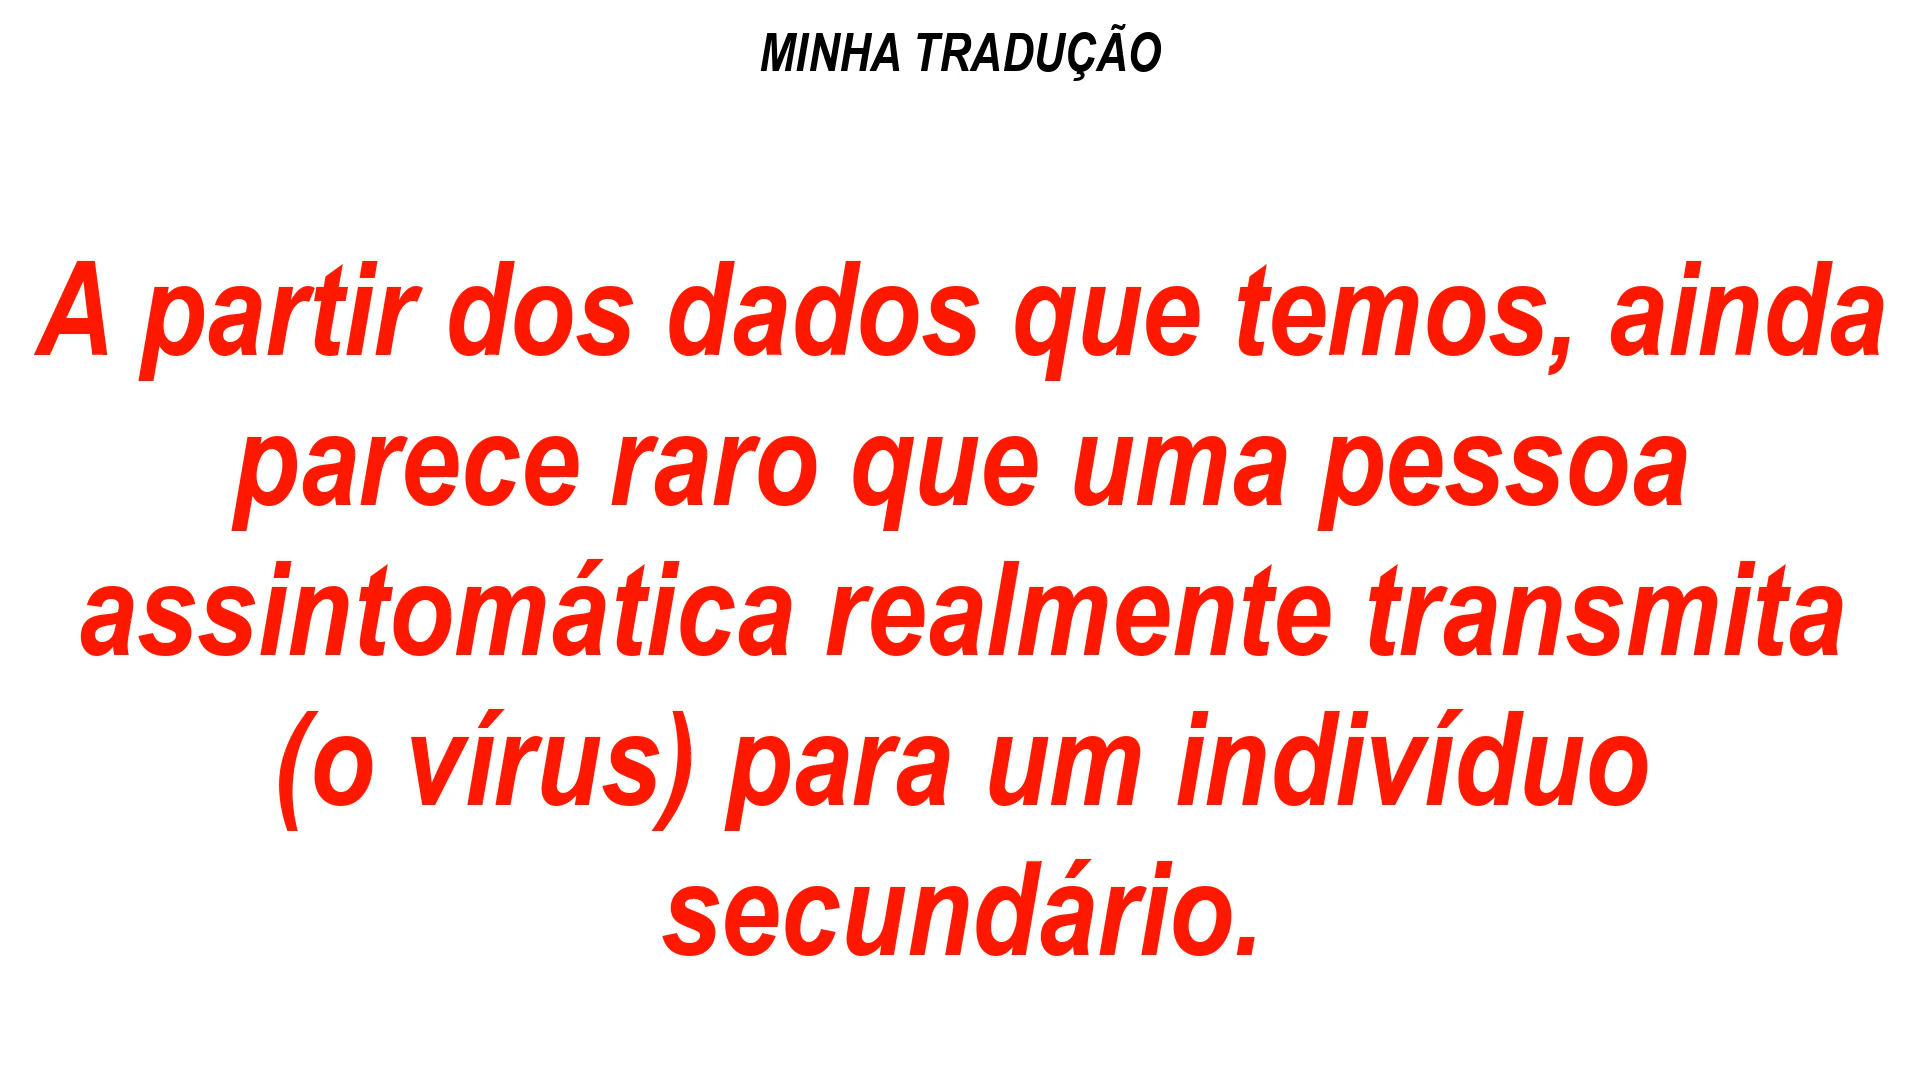 MINHA TRADUÇÃO
A partir dos dados que temos, ainda
parece raro que uma pessoa
assintomática realmente transmita
(o vírus) para um indivíduo
secundário.